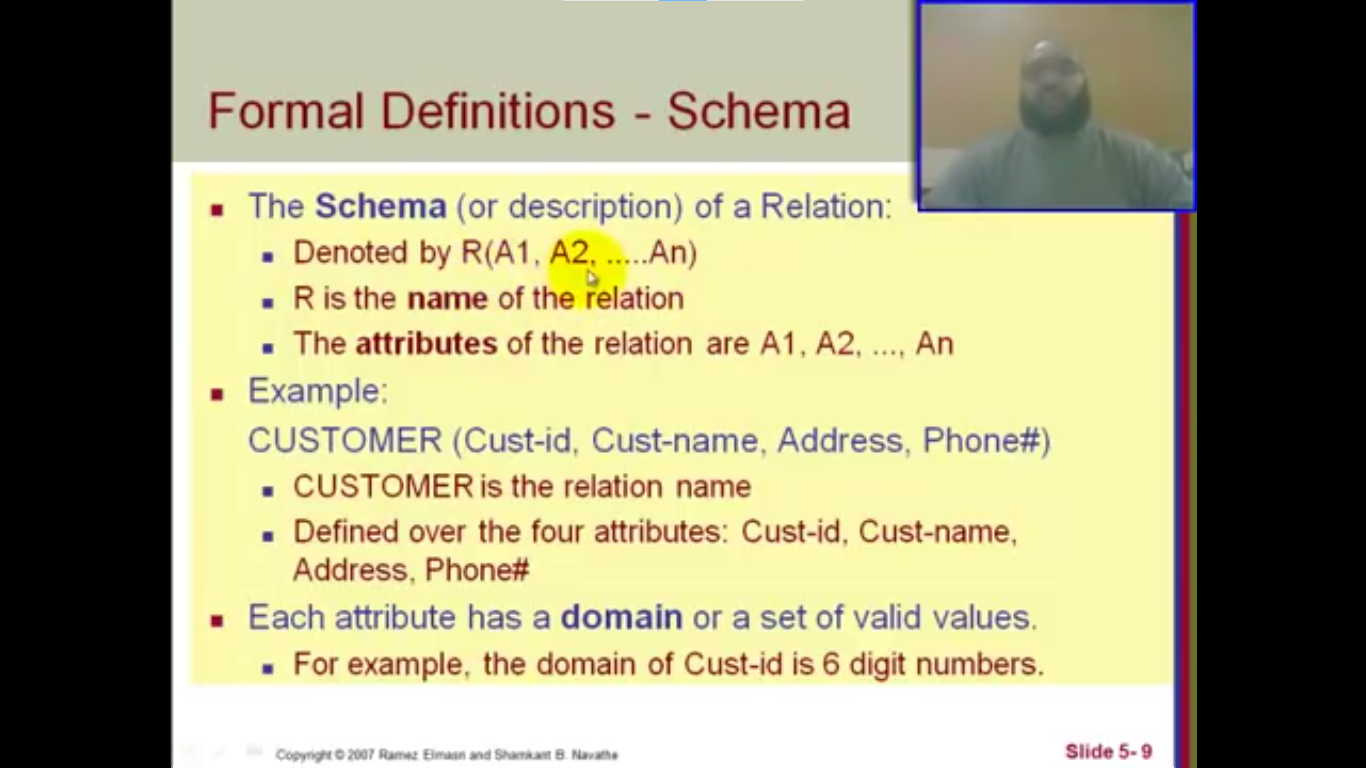 Formal Definitions - Schema
The Schema (or description) of a Relation:
Denoted by R(A1, A2, .....An)
R is the name of the relation
The attributes of the relation are A1, A2, ..., An
Example:
CUSTOMER (Cust-id, Cust-name, Address, Phone#)
CUSTOMER is the relation name
Defined over the four attributes: Cust-id, Cust-name,
Address, Phone#
Each attribute has a domain or a set of valid values.
For example, the domain of Cust-id is 6 digit numbers.
Copyright © 2007 Ramez Elmasri and Shamkant B. Navathe
Slide 5- 9